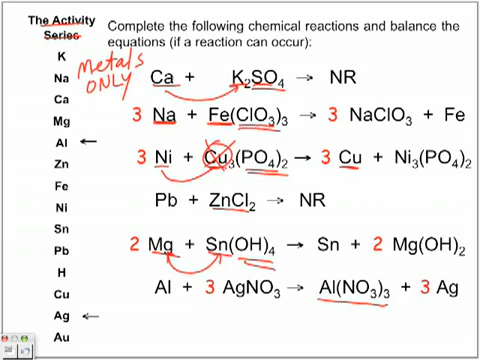 The Activity
Series
Complete the following chemical reactions and balance the
equations (if a reaction can occur):
metals
ONLY
K
Na
Ca
Mg
Al ←
Zn
Fe
Ni
Sn
Pb
H
Cu
Ag ←
Au
Ca + K₂SO₄ → NR
3 Na + Fe(ClO₃)₃ → 3 NaClO₃ + Fe
3 Ni + Cu₃(PO₄)₂ → 3 Cu + Ni₃(PO₄)₂
Pb + ZnCl₂ → NR
2 Mg + Sn(OH)₄ → Sn + 2 Mg(OH)₂
Al + 3 AgNO₃ → Al(NO₃)₃ + 3 Ag